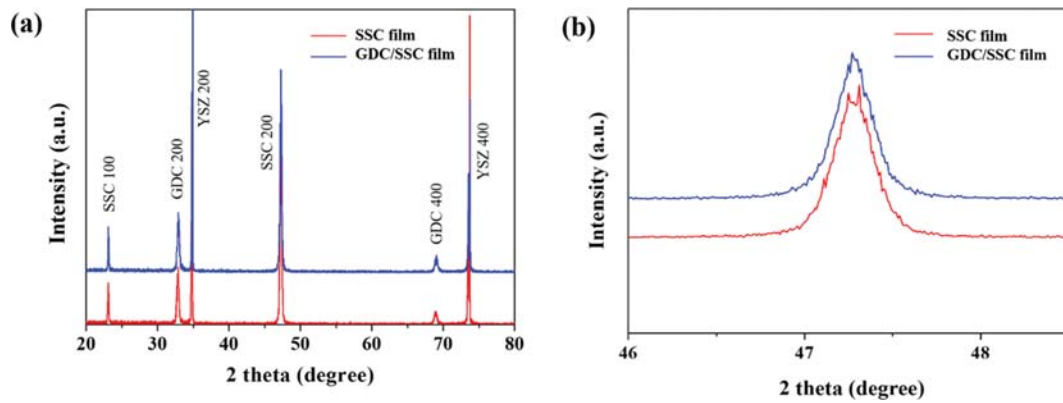 (a)
SSC film
GDC/SSC film
SSC 100
GDC 200
YSZ 200
SSC 200
GDC 400
YSZ 400
Intensity (a.u.)
20 30 40 50 60 70 80
2 theta (degree)
(b)
SSC film
GDC/SSC film
Intensity (a.u.)
46 47 48
2 theta (degree)